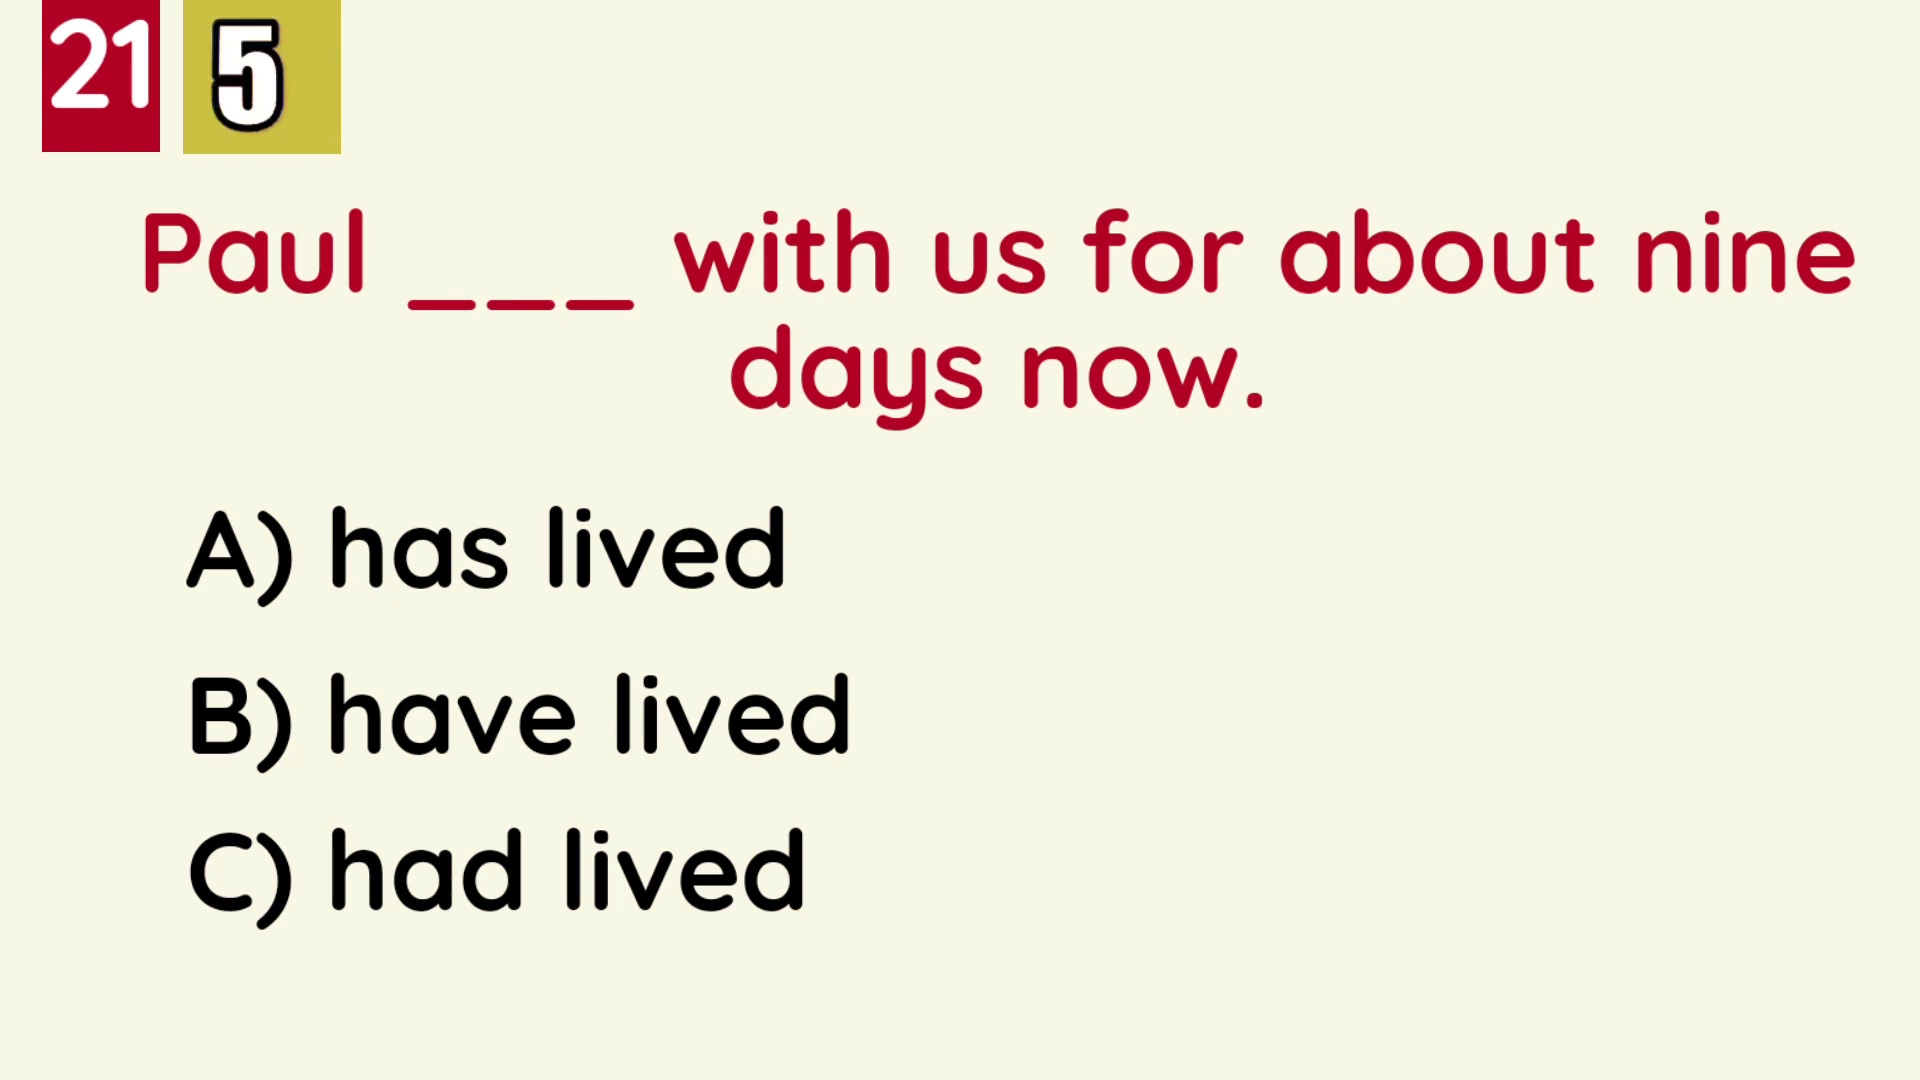 21 5
Paul ___ with us for about nine
days now.
A) has lived
B) have lived
C) had lived